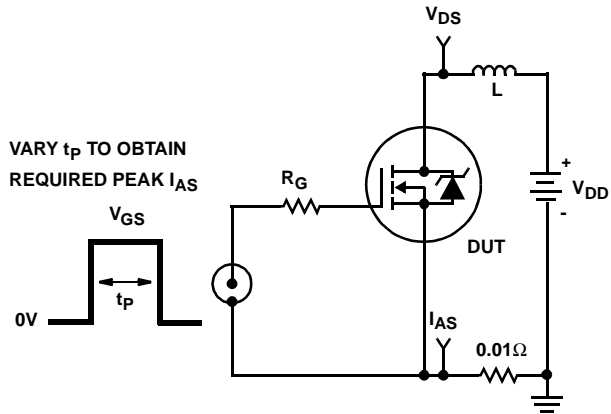 V_DS
L
VARY t_P TO OBTAIN
REQUIRED PEAK I_AS
R_G
+
V_DD
-
V_GS
DUT
t_P
0V
I_AS
0.01Ω